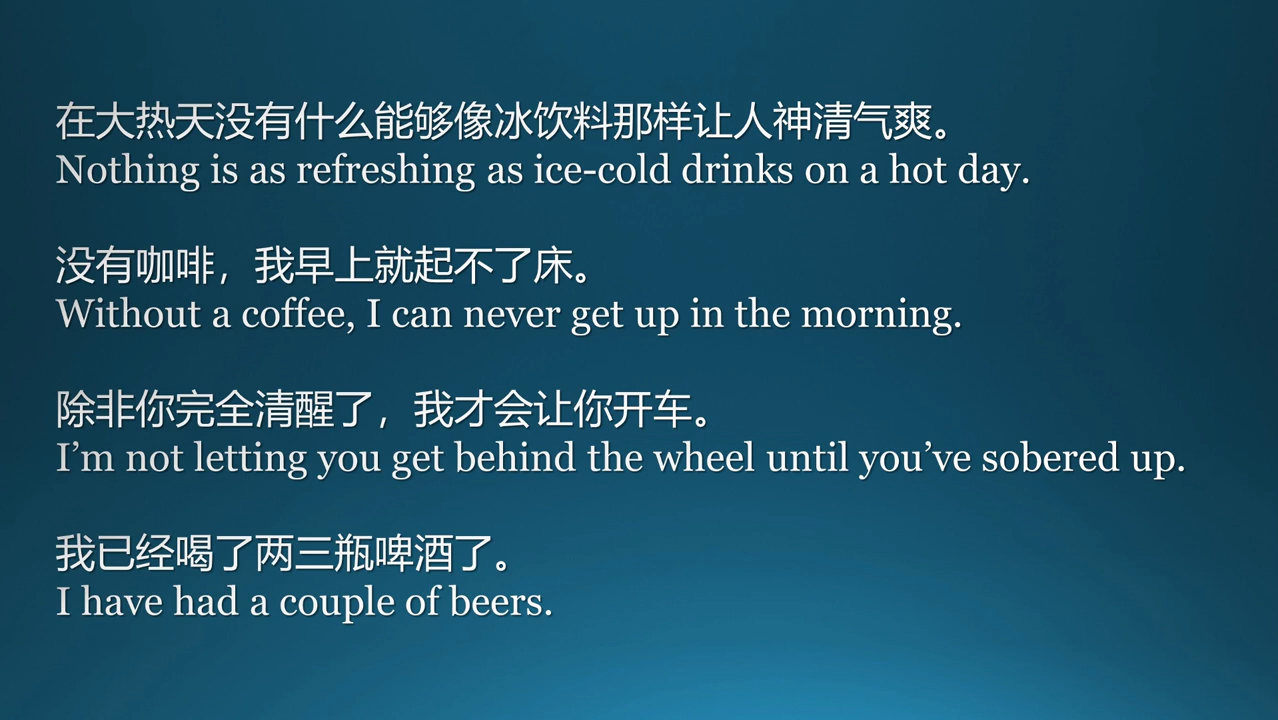 在大热天没有什么能够像冰饮料那样让人神清气爽。
Nothing is as refreshing as ice-cold drinks on a hot day.
没有咖啡，我早上就起不了床。
Without a coffee, I can never get up in the morning.
除非你完全清醒了，我才会让你开车。
I’m not letting you get behind the wheel until you’ve sobered up.
我已经喝了两三瓶啤酒了。
I have had a couple of beers.